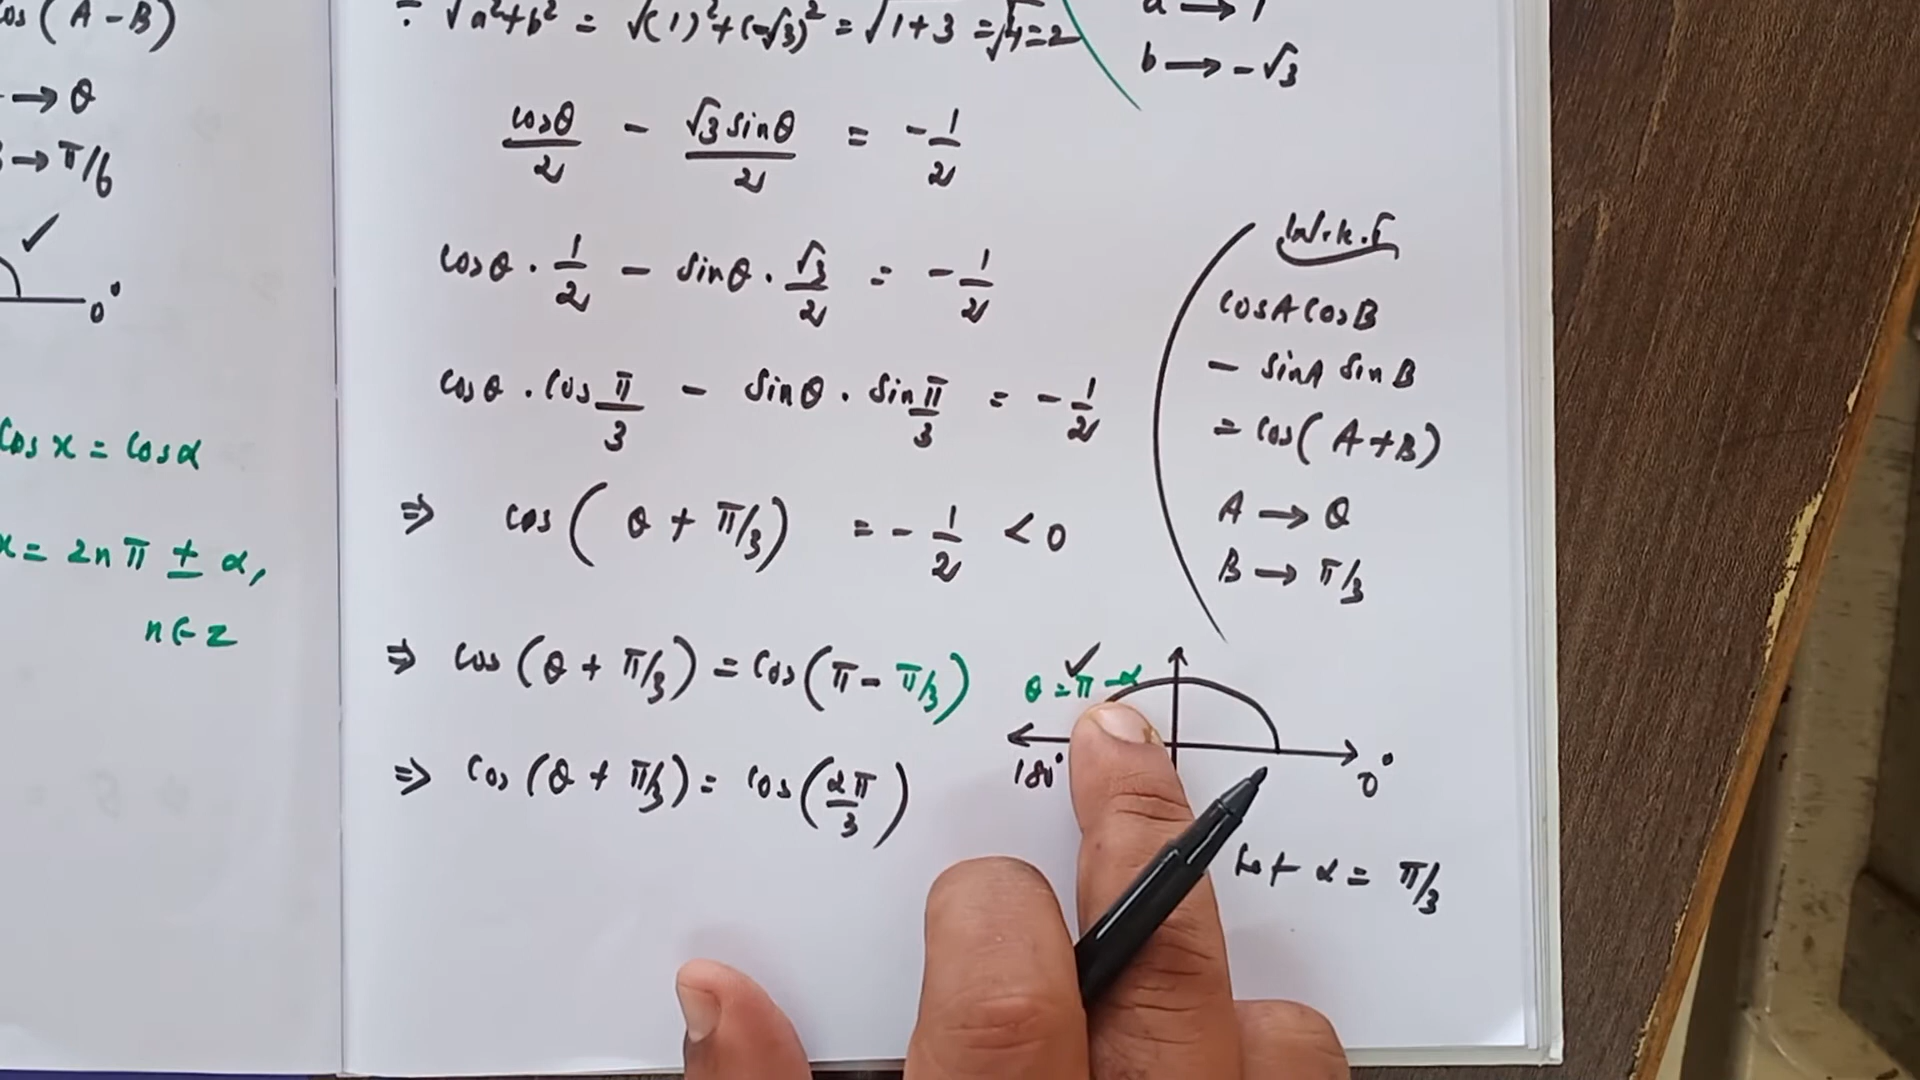 cos(A-B)
→ θ
→ π/6
✓
0°
Cos x = Cosα
x = 2nπ ± α,
n∈z
÷ √a²+b² = √(1)²+(-√3)² = √1+3 = √4=2
a → 1
b → -√3
cosθ/2 - √3 sinθ/2 = -1/2
cosθ · 1/2 - sinθ · √3/2 = -1/2
cosθ · cos π/3 - sinθ · sin π/3 = -1/2
⇒ cos(θ + π/3) = -1/2 < 0
⇒ cos(θ + π/3) = cos(π - π/3)
⇒ cos(θ + π/3) = cos(2π/3)
W.k.T
cosA cosB
- sinA sinB
= cos(A+B)
A → θ
B → π/3
θ = π - α ✓
180° 0°
let α = π/3